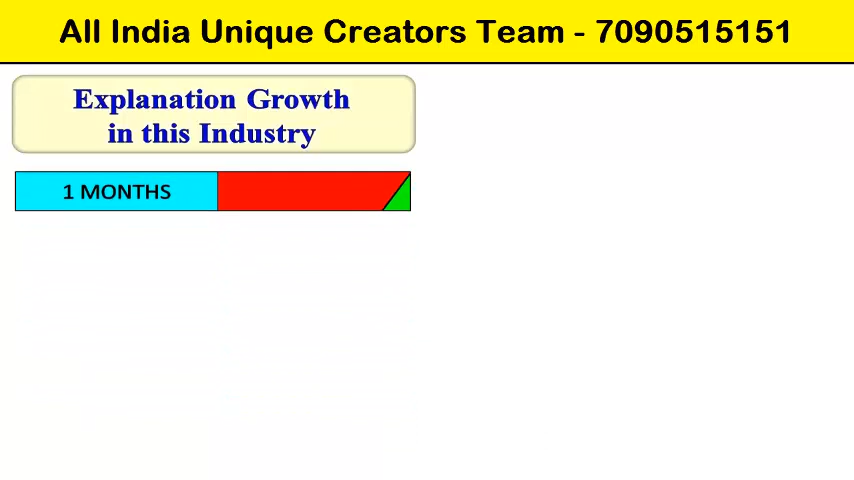 All India Unique Creators Team - 7090515151
Explanation Growth
in this Industry
1 MONTHS